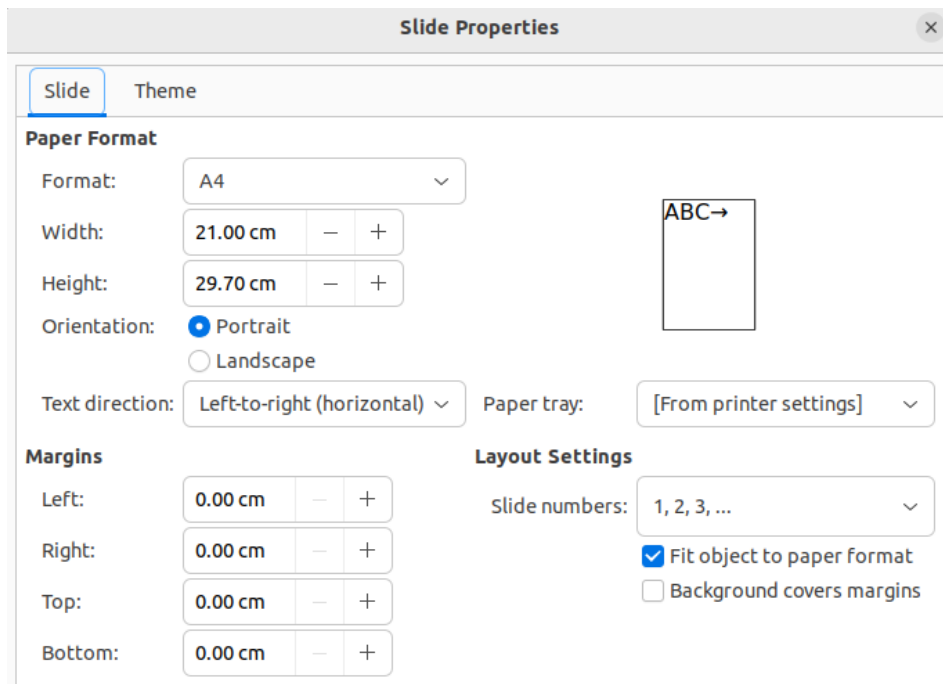 Slide Properties
Slide Theme
Paper Format
Format: A4
ABC→
Width: 21.00 cm
Height: 29.70 cm
Orientation: Portrait
Landscape
Text direction: Left-to-right (horizontal) Paper tray: [From printer settings]
Margins Layout Settings
Left: 0.00 cm
Slide numbers: 1, 2, 3, ...
Right: 0.00 cm
Fit object to paper format
Top: 0.00 cm
Background covers margins
Bottom: 0.00 cm